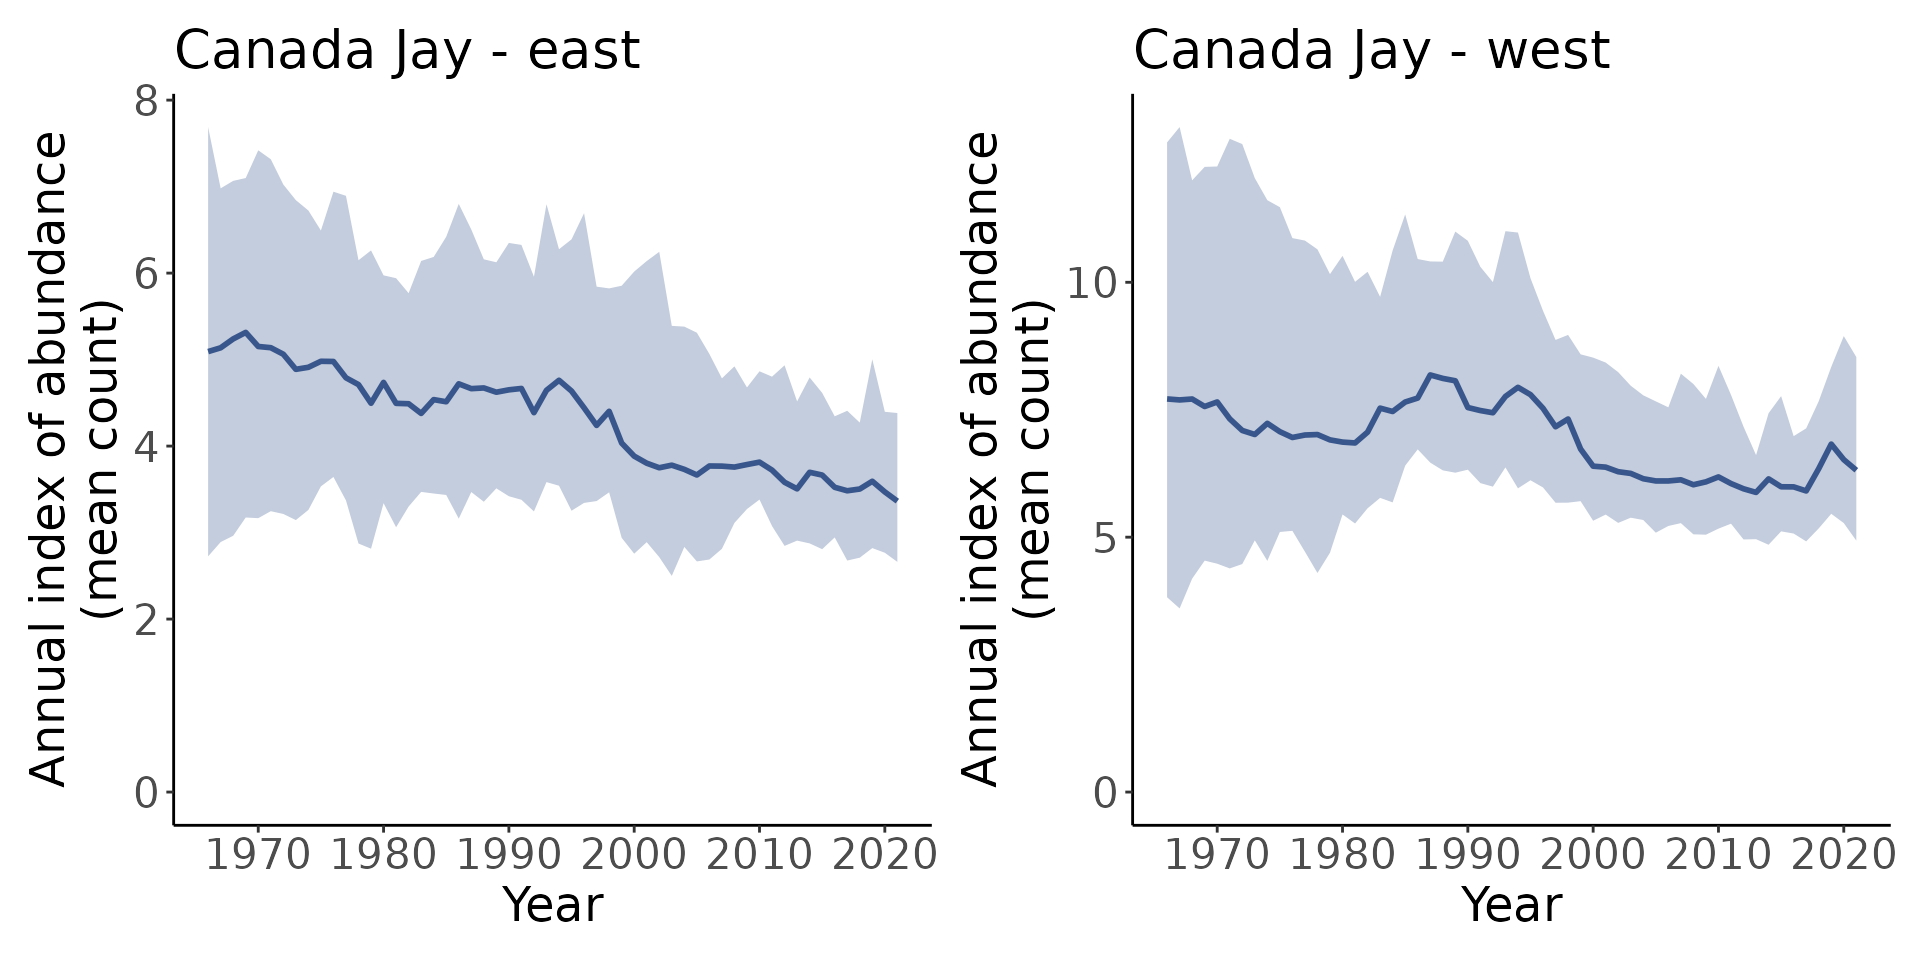 Canada Jay - east
Annual index of abundance
(mean count)
8
6
4
2
0
1970 1980 1990 2000 2010 2020
Year
Canada Jay - west
Annual index of abundance
(mean count)
10
5
0
1970 1980 1990 2000 2010 2020
Year